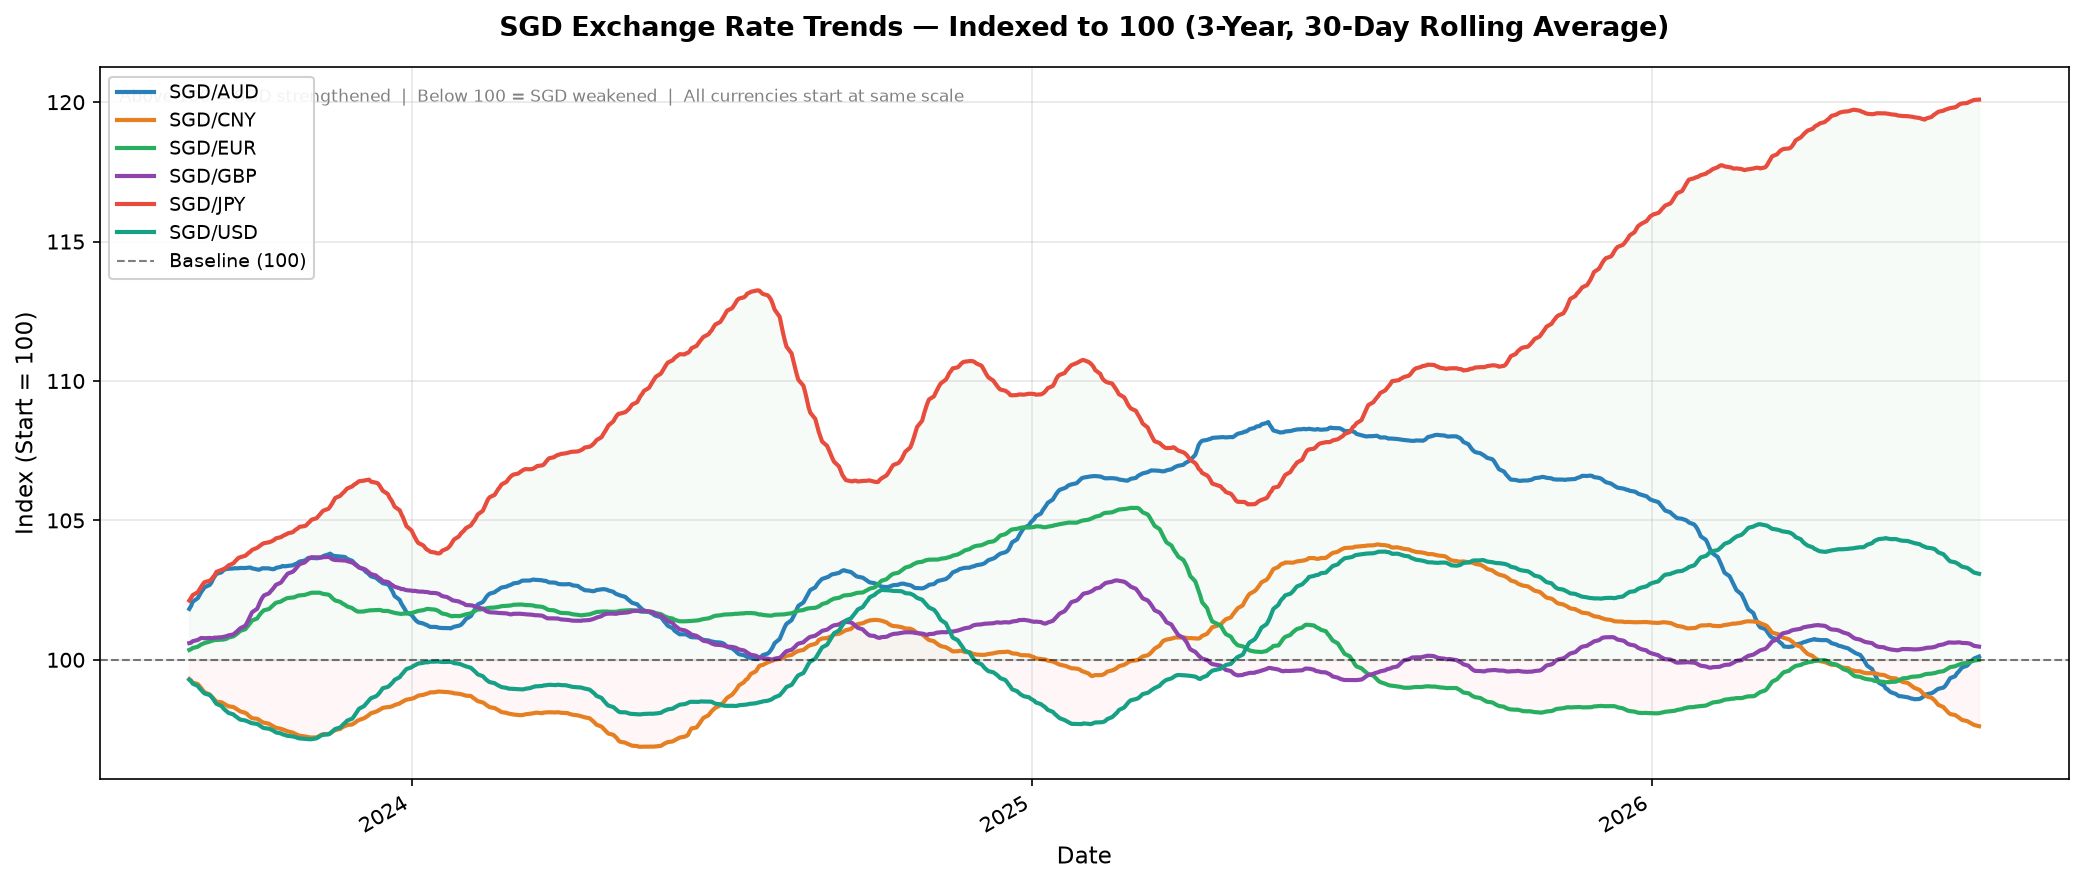 SGD Exchange Rate Trends — Indexed to 100 (3-Year, 30-Day Rolling Average)
strengthened | Below 100 = SGD weakened | All currencies start at same scale
SGD/AUD
SGD/CNY
SGD/EUR
SGD/GBP
SGD/JPY
SGD/USD
Baseline (100)
Index (Start = 100)
120
115
110
105
100
2024
2025
2026
Date